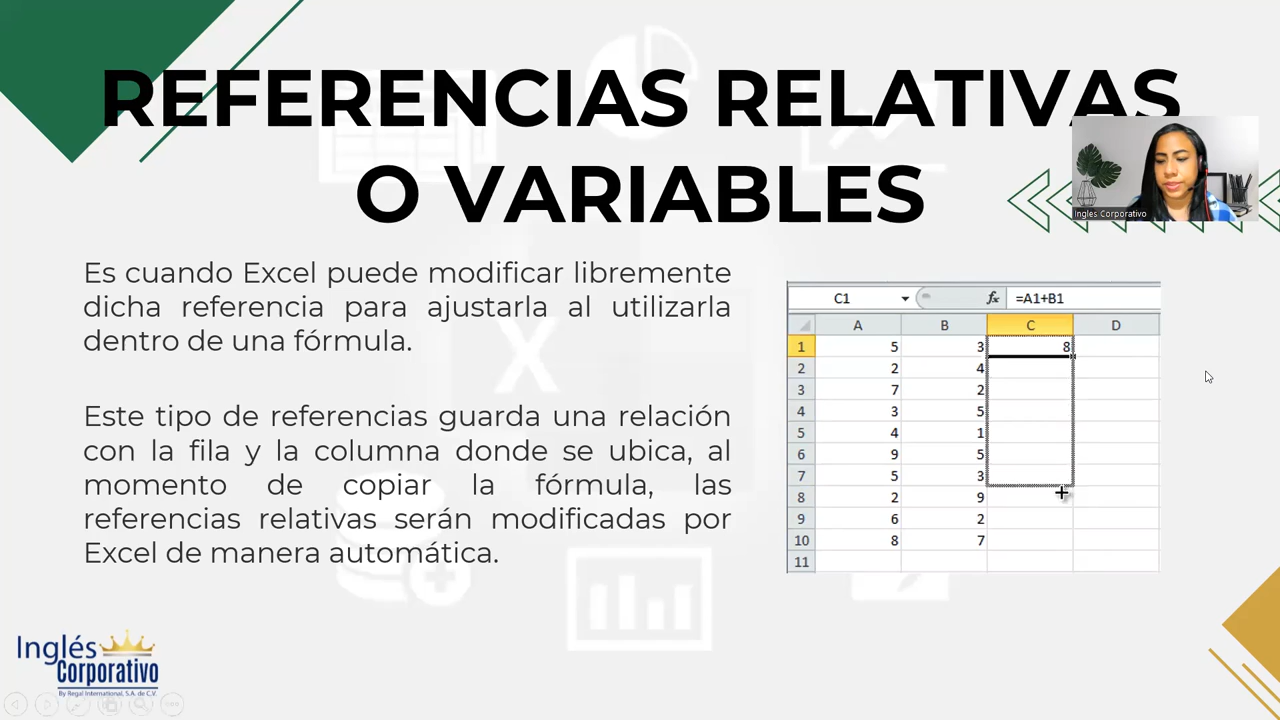 REFERENCIAS RELATIVAS
O VARIABLES
Ingles Corporativo
Es cuando Excel puede modificar libremente
dicha referencia para ajustarla al utilizarla
dentro de una fórmula.
Este tipo de referencias guarda una relación
con la fila y la columna donde se ubica, al
momento de copiar la fórmula, las
referencias relativas serán modificadas por
Excel de manera automática.
C1 fx =A1+B1
A B C D
1 5 3 8
2 2 4
3 7 2
4 3 5
5 4 1
6 9 5
7 5 3
8 2 9
9 6 2
10 8 7
11
X
Inglés
Corporativo
By Regal International, S.A. de C.V.